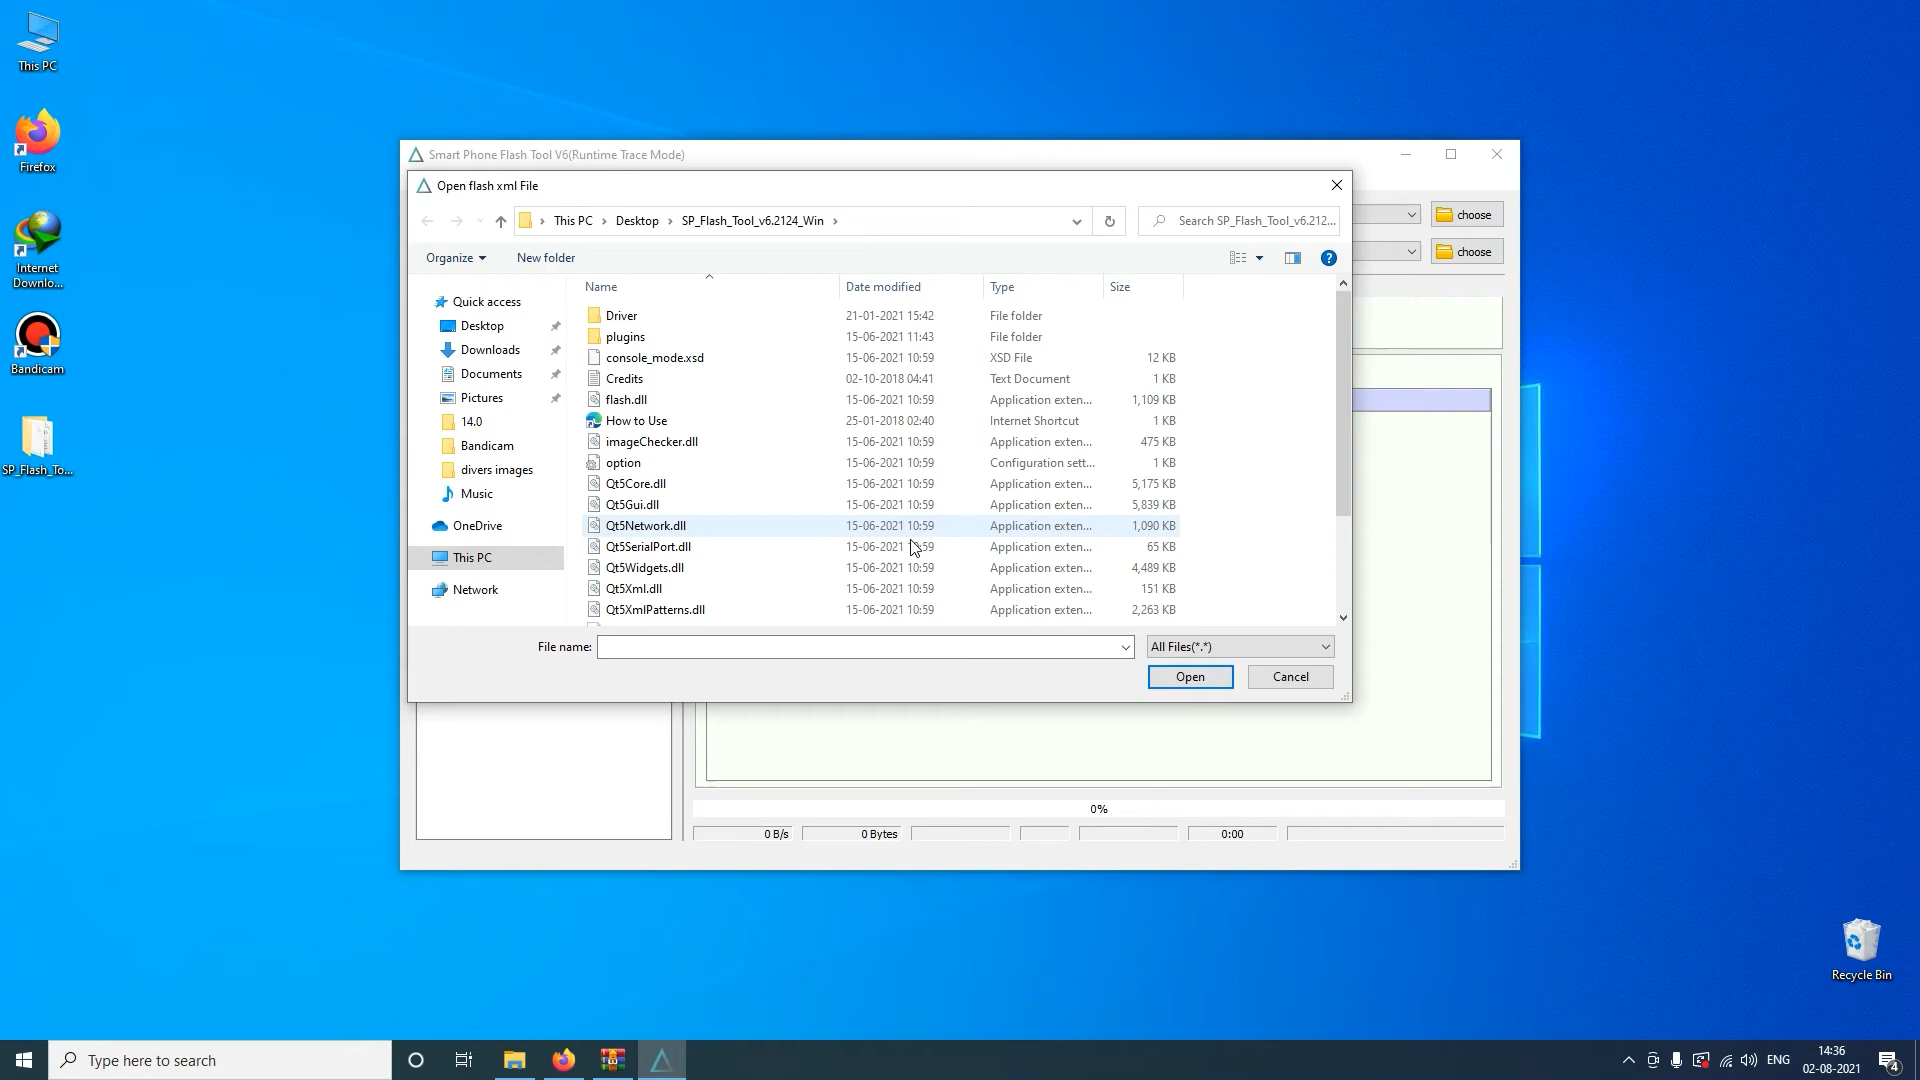 This PC
Firefox
Internet
Downlo...
Bandicam
SP_Flash_To...
Smart Phone Flash Tool V6(Runtime Trace Mode)
Open flash xml File
This PC > Desktop > SP_Flash_Tool_v6.2124_Win >
Search SP_Flash_Tool_v6.212...
choose
choose
Organize
New folder
Name Date modified Type Size
Quick access
Desktop
Downloads
Documents
Pictures
14.0
Bandicam
divers images
Music
OneDrive
This PC
Network
Driver 21-01-2021 15:42 File folder
plugins 15-06-2021 11:43 File folder
console_mode.xsd 15-06-2021 10:59 XSD File 12 KB
Credits 02-10-2018 04:41 Text Document 1 KB
flash.dll 15-06-2021 10:59 Application exten... 1,109 KB
How to Use 25-01-2018 02:40 Internet Shortcut 1 KB
imageChecker.dll 15-06-2021 10:59 Application exten... 475 KB
option 15-06-2021 10:59 Configuration sett... 1 KB
Qt5Core.dll 15-06-2021 10:59 Application exten... 5,175 KB
Qt5Gui.dll 15-06-2021 10:59 Application exten... 5,839 KB
Qt5Network.dll 15-06-2021 10:59 Application exten... 1,090 KB
Qt5SerialPort.dll 15-06-2021 10:59 Application exten... 65 KB
Qt5Widgets.dll 15-06-2021 10:59 Application exten... 4,489 KB
Qt5Xml.dll 15-06-2021 10:59 Application exten... 151 KB
Qt5XmlPatterns.dll 15-06-2021 10:59 Application exten... 2,263 KB
File name:
All Files(*.*)
Open
Cancel
0%
0 B/s
0 Bytes
0:00
Recycle Bin
Type here to search
ENG
14:36
02-08-2021
4